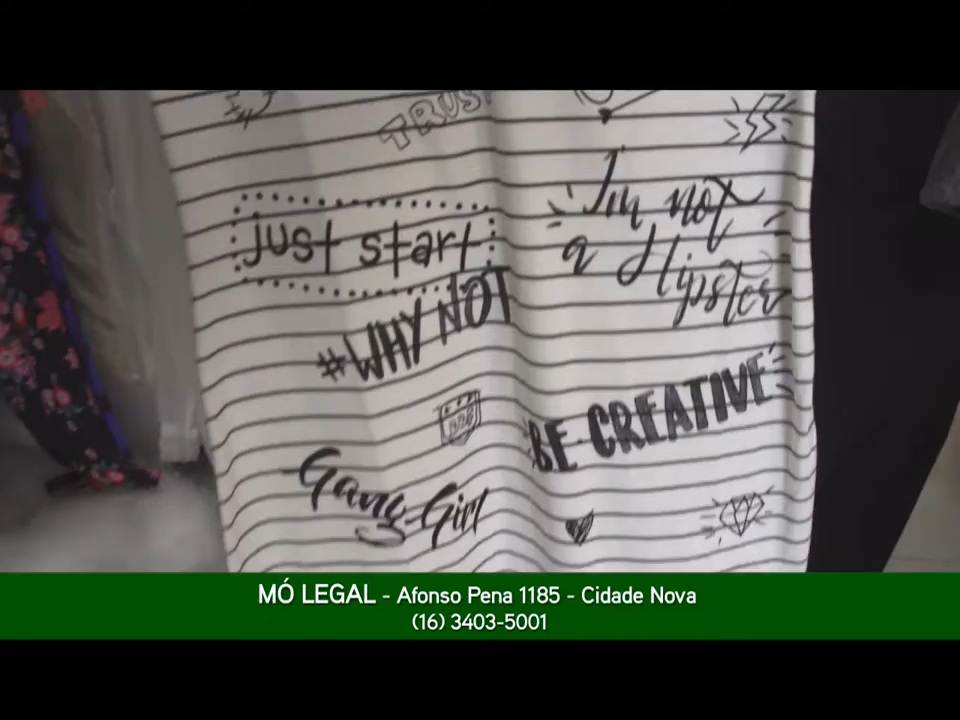 TRUST
just start
I'm not
a Hipster
#WHY NOT
BE CREATIVE
Gang Girl
MÓ LEGAL - Afonso Pena 1185 - Cidade Nova
(16) 3403-5001